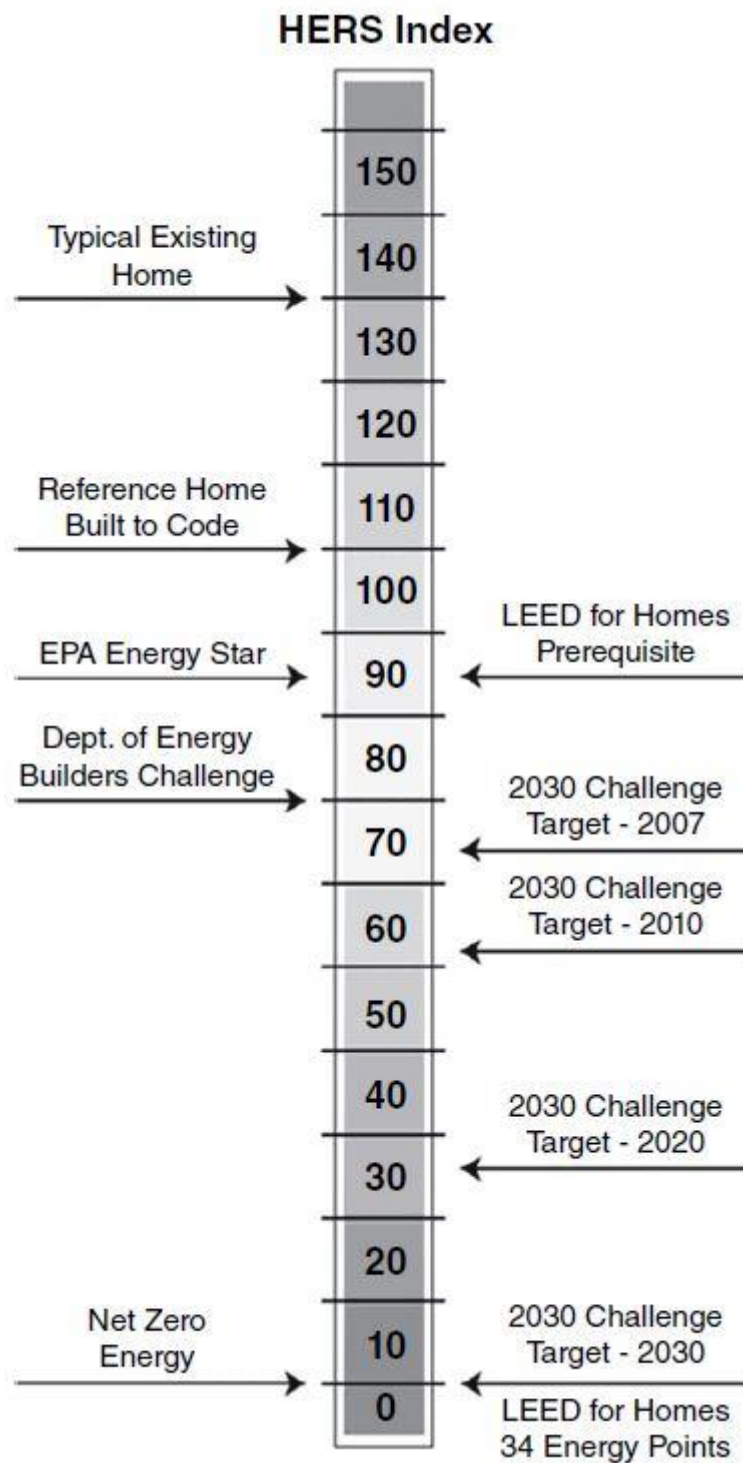 HERS Index
150
Typical Existing
Home
140
130
120
Reference Home
Built to Code
110
100
EPA Energy Star
90
LEED for Homes
Prerequisite
Dept. of Energy
Builders Challenge
80
2030 Challenge
Target - 2007
70
2030 Challenge
Target - 2010
60
50
40
2030 Challenge
Target - 2020
30
20
Net Zero
Energy
10
2030 Challenge
Target - 2030
0
LEED for Homes
34 Energy Points